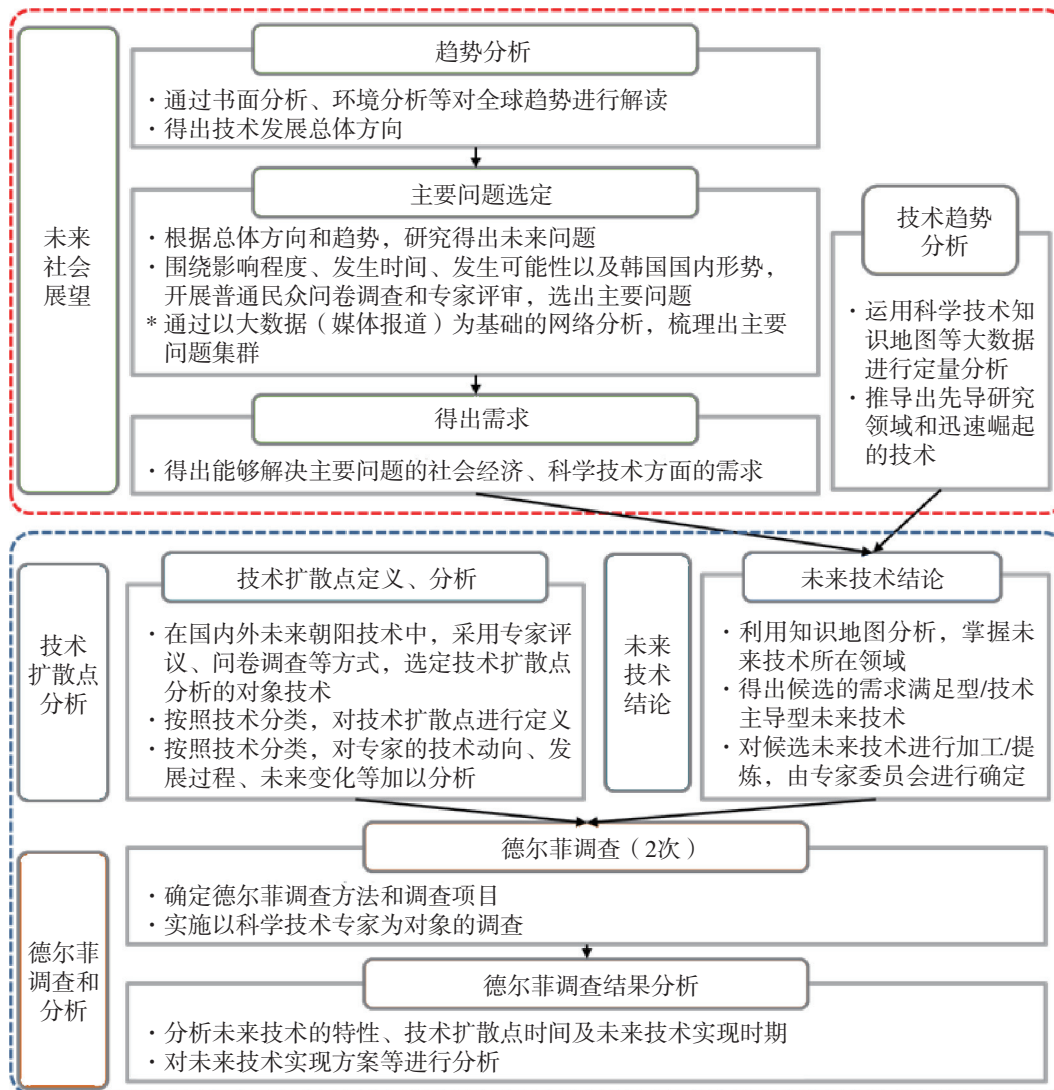 未来
社会
展望
趋势分析
·通过书面分析、环境分析等对全球趋势进行解读
·得出技术发展总体方向
主要问题选定
·根据总体方向和趋势，研究得出未来问题
·围绕影响程度、发生时间、发生可能性以及韩国国内形势，
开展普通民众问卷调查和专家评审，选出主要问题
*通过以大数据（媒体报道）为基础的网络分析，梳理出主要
问题集群
得出需求
·得出能够解决主要问题的社会经济、科学技术方面的需求
技术趋势
分析
·运用科学技术知
识地图等大数据
进行定量分析
·推导出先导研究
领域和迅速崛起
的技术
技术
扩散点
分析
技术扩散点定义、分析
·在国内外未来朝阳技术中，采用专家评
议、问卷调查等方式，选定技术扩散点
分析的对象技术
·按照技术分类，对技术扩散点进行定义
·按照技术分类，对专家的技术动向、发
展过程、未来变化等加以分析
未来
技术
结论
未来技术结论
·利用知识地图分析，掌握未
来技术所在领域
·得出候选的需求满足型/技术
主导型未来技术
·对候选未来技术进行加工/提
炼，由专家委员会进行确定
德尔菲
调查和
分析
德尔菲调查（2次）
·确定德尔菲调查方法和调查项目
·实施以科学技术专家为对象的调查
德尔菲调查结果分析
·分析未来技术的特性、技术扩散点时间及未来技术实现时期
·对未来技术实现方案等进行分析